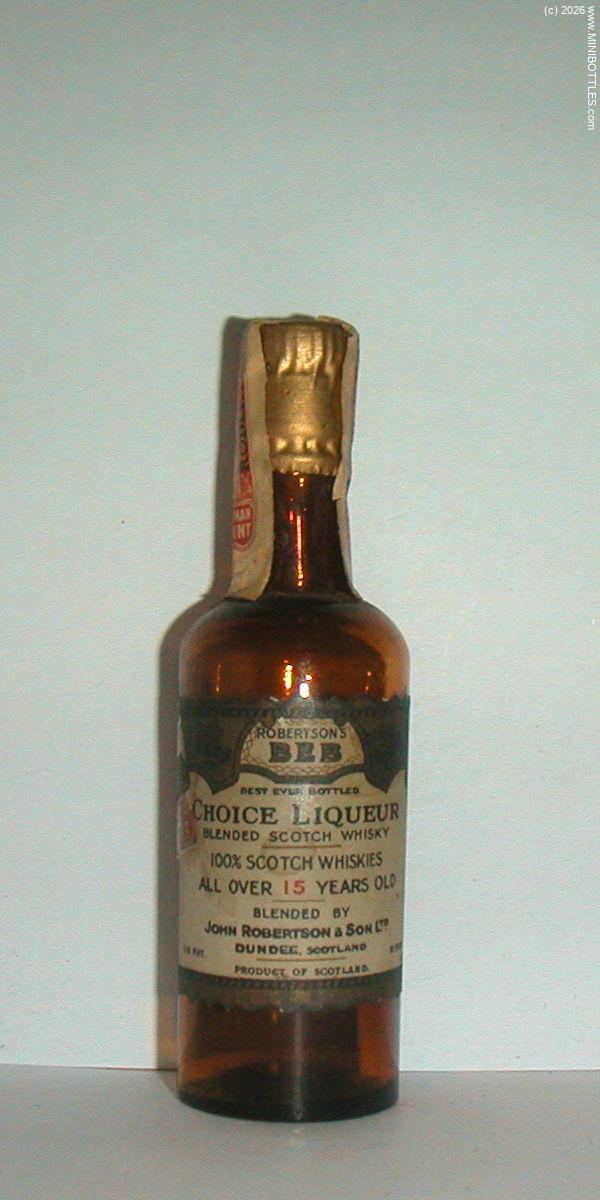 (c) 2026 www.MINIBOTTLES.com
ROBERTSON'S
BEB
BEST EVER BOTTLED
CHOICE LIQUEUR
BLENDED SCOTCH WHISKY
100% SCOTCH WHISKIES
ALL OVER 15 YEARS OLD
BLENDED BY
JOHN ROBERTSON & SON LTD
DUNDEE, SCOTLAND
PRODUCT OF SCOTLAND.